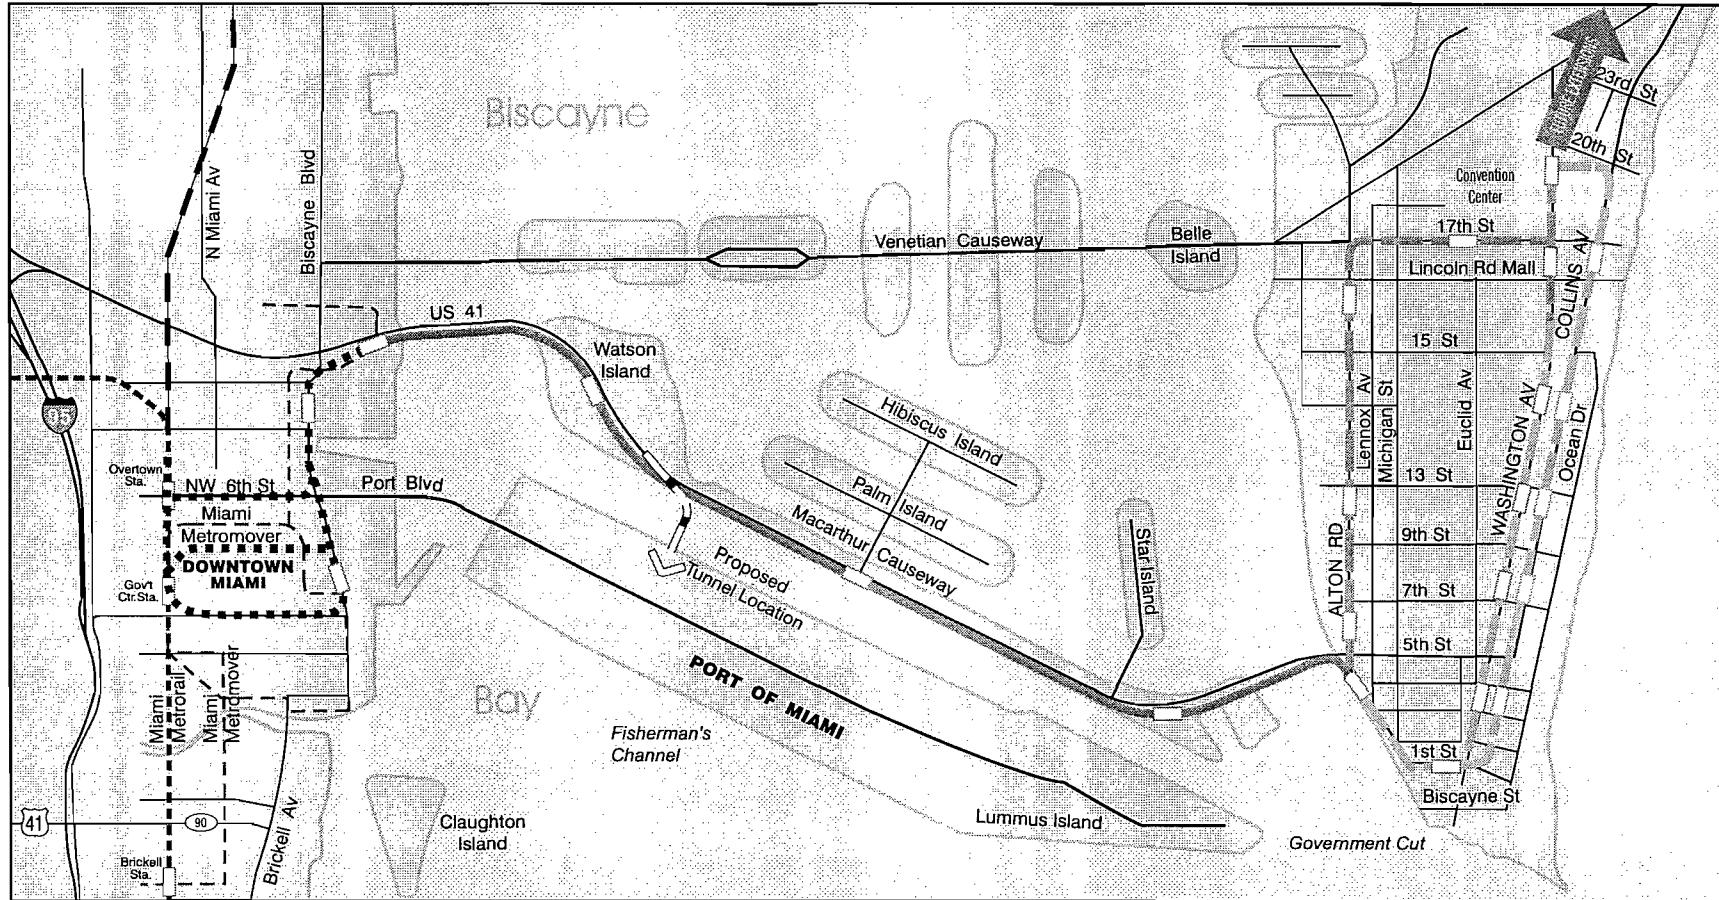 23rd St
20th St
Biscayne
Convention
Center
N Miami Av
Biscayne Blvd
17th St
Venetian Causeway
Belle
Island
Lincoln Rd Mall
COLLINS AV
US 41
15 St
Watson
Island
Lennox Av
Michigan St
Euclid Av
WASHINGTON AV
Ocean Dr
95
Hibiscus Island
Overtown
Sta.
NW 6th St
Port Blvd
Palm Island
13 St
Miami
Metromover
Macarthur Causeway
Star Island
9th St
DOWNTOWN
MIAMI
Proposed
Tunnel Location
ALTON RD
Gov't
Ctr.Sta.
7th St
5th St
PORT OF MIAMI
Miami
Metrorail
Miami
Metromover
Bay
Fisherman's
Channel
1st St
Biscayne St
41
90
Brickell Av
Claughton
Island
Lummus Island
Government Cut
Brickell
Sta.